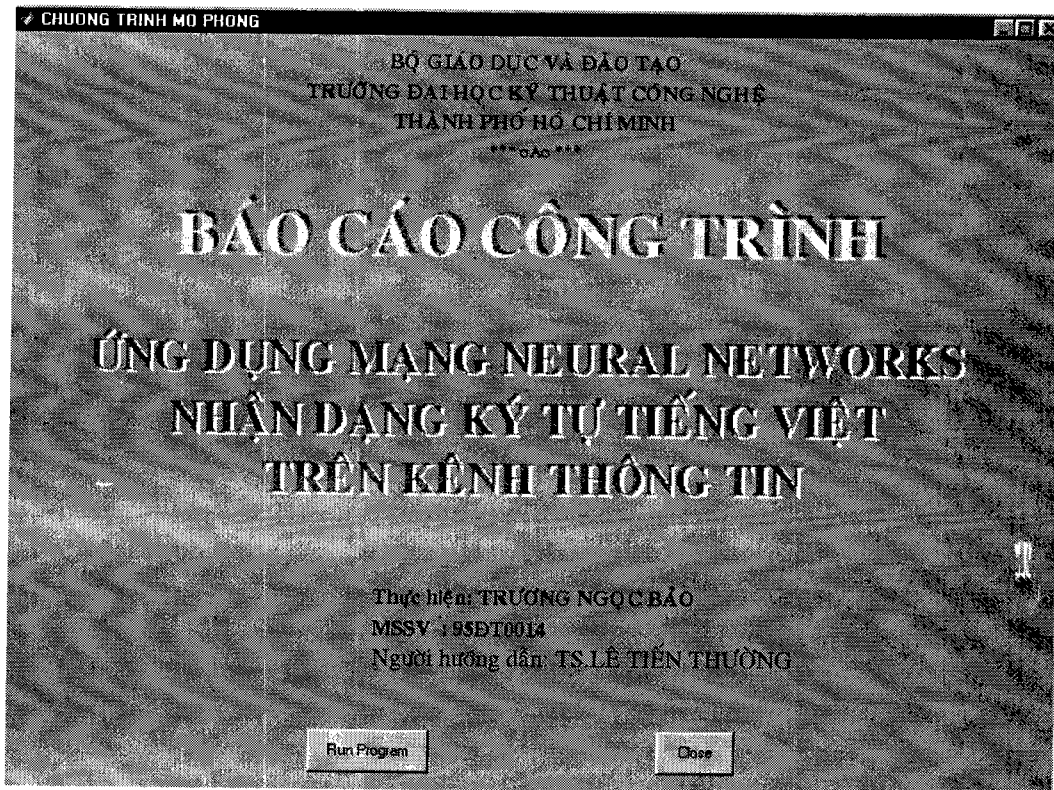 CHUONG TRINH MO PHONG
BỘ GIÁO DỤC VÀ ĐÀO TẠO
TRƯỜNG ĐẠI HỌC KỸ THUẬT CÔNG NGHỆ
THÀNH PHỐ HỒ CHÍ MINH
*** oAo ***
BÁO CÁO CÔNG TRÌNH
ỨNG DỤNG MẠNG NEURAL NETWORKS
NHẬN DẠNG KÝ TỰ TIẾNG VIỆT
TRÊN KÊNH THÔNG TIN
Thực hiện: TRƯƠNG NGỌC BẢO
MSSV : 95ĐT0014
Người hướng dẫn: TS.LÊ TIẾN THƯỜNG
Run Program
Close